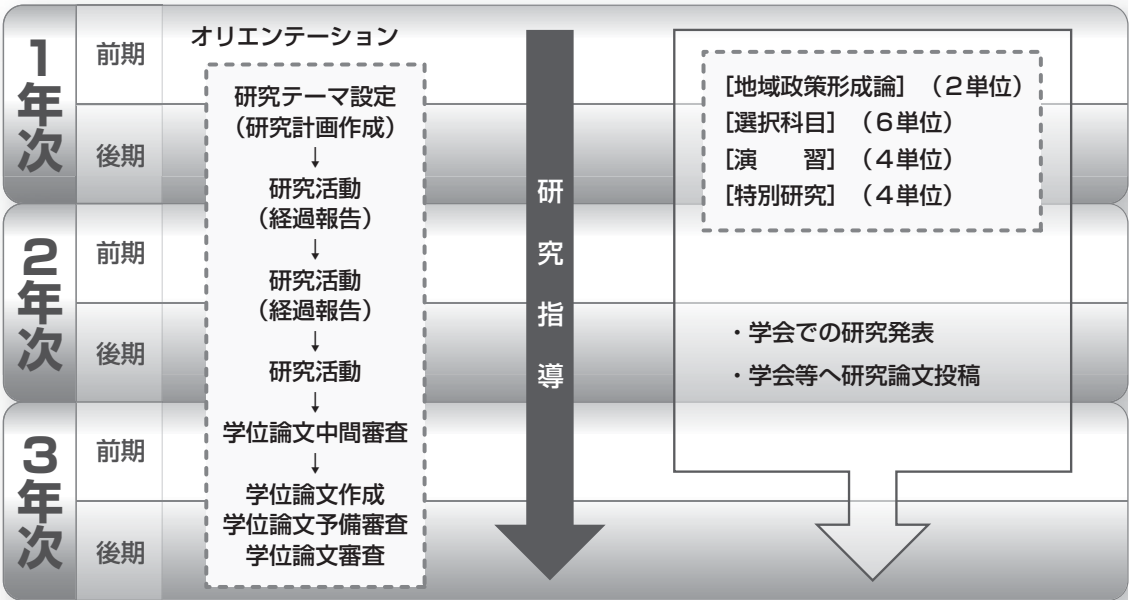 1年次
前期
後期
2年次
前期
後期
3年次
前期
後期
オリエンテーション
研究テーマ設定
（研究計画作成）
↓
研究活動
（経過報告）
↓
研究活動
（経過報告）
↓
研究活動
↓
学位論文中間審査
↓
学位論文作成
学位論文予備審査
学位論文審査
研究指導
［地域政策形成論］（2単位）
［選択科目］（6単位）
［演　　習］（4単位）
［特別研究］（4単位）
・学会での研究発表
・学会等へ研究論文投稿